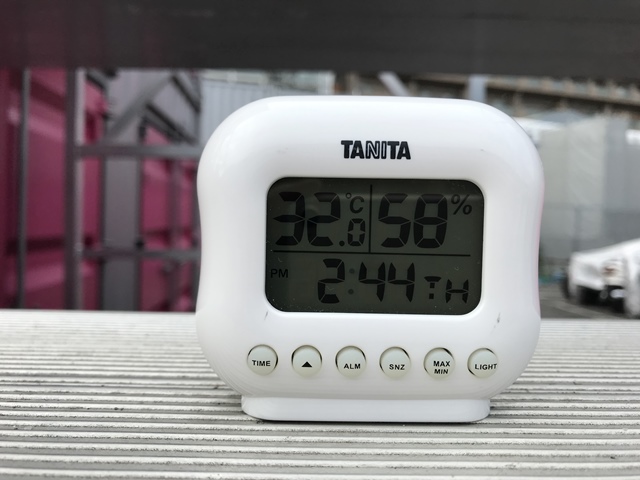 TANITA
32.0°C 58%
PM 2:44 TH
TIME ▲ ALM SNZ MAX MIN LIGHT